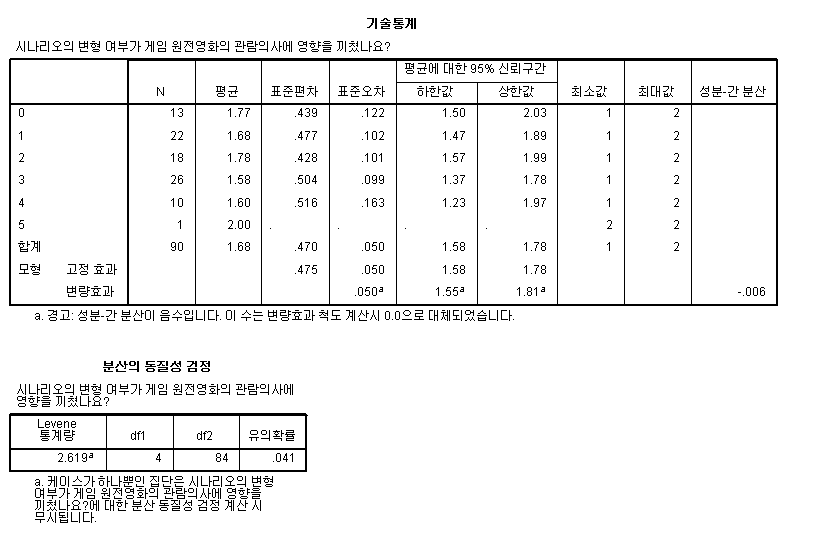 기술통계
시나리오의 변형 여부가 게임 원전영화의 관람의사에 영향을 끼쳤나요?
평균에 대한 95% 신뢰구간
N 평균 표준편차 표준오차 하한값 상한값 최소값 최대값 성분-간 분산
0 13 1.77 .439 .122 1.50 2.03 1 2
1 22 1.68 .477 .102 1.47 1.89 1 2
2 18 1.78 .428 .101 1.57 1.99 1 2
3 26 1.58 .504 .099 1.37 1.78 1 2
4 10 1.60 .516 .163 1.23 1.97 1 2
5 1 2.00 . . . . 2 2
합계 90 1.68 .470 .050 1.58 1.78 1 2
모형 고정 효과 .475 .050 1.58 1.78
변량효과 .050a 1.55a 1.81a -.006
a. 경고: 성분-간 분산이 음수입니다. 이 수는 변량효과 척도 계산시 0.0으로 대체되었습니다.
분산의 동질성 검정
시나리오의 변형 여부가 게임 원전영화의 관람의사에
영향을 끼쳤나요?
Levene
통계량 df1 df2 유의확률
2.619a 4 84 .041
a. 케이스가 하나뿐인 집단은 시나리오의 변형
여부가 게임 원전영화의 관람의사에 영향을
끼쳤나요?에 대한 분산 동질성 검정 계산 시
무시됩니다.